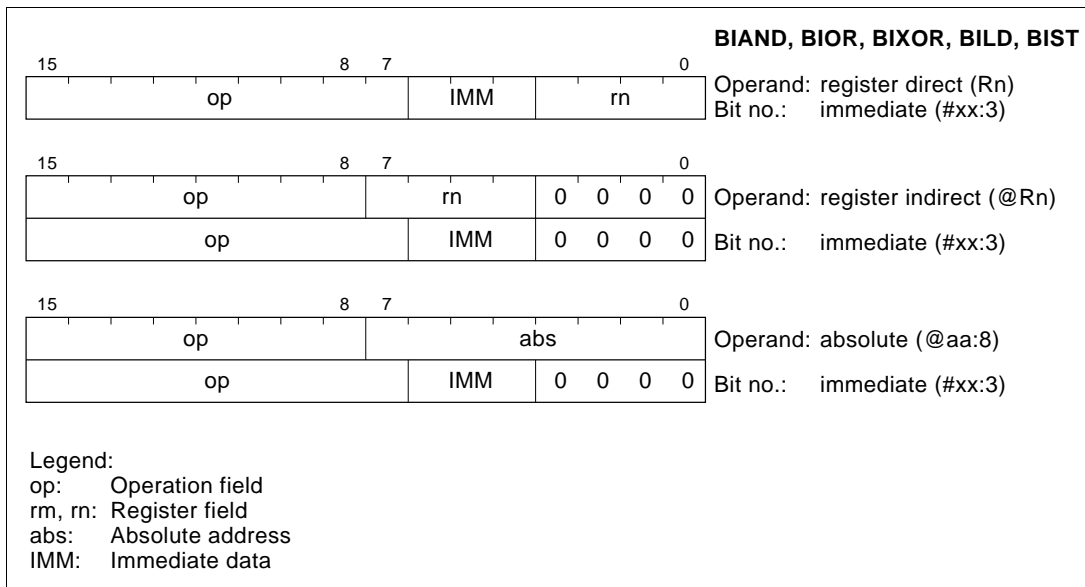 BIAND, BIOR, BIXOR, BILD, BIST
15 8 7 0
op IMM rn
Operand: register direct (Rn)
Bit no.: immediate (#xx:3)
15 8 7 0
op rn 0 0 0 0 Operand: register indirect (@Rn)
op IMM 0 0 0 0 Bit no.: immediate (#xx:3)
15 8 7 0
op abs Operand: absolute (@aa:8)
op IMM 0 0 0 0 Bit no.: immediate (#xx:3)
Legend:
op: Operation field
rm, rn: Register field
abs: Absolute address
IMM: Immediate data